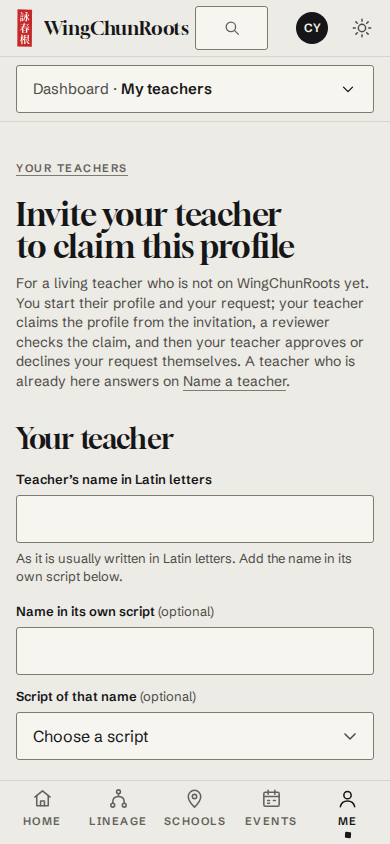 詠春根
WingChunRoots
CY
Dashboard · My teachers
YOUR TEACHERS
Invite your teacher
to claim this profile
For a living teacher who is not on WingChunRoots yet.
You start their profile and your request; your teacher
claims the profile from the invitation, a reviewer
checks the claim, and then your teacher approves or
declines your request themselves. A teacher who is
already here answers on Name a teacher.
Your teacher
Teacher’s name in Latin letters
As it is usually written in Latin letters. Add the name in its
own script below.
Name in its own script (optional)
Script of that name (optional)
Choose a script
HOME
LINEAGE
SCHOOLS
EVENTS
ME